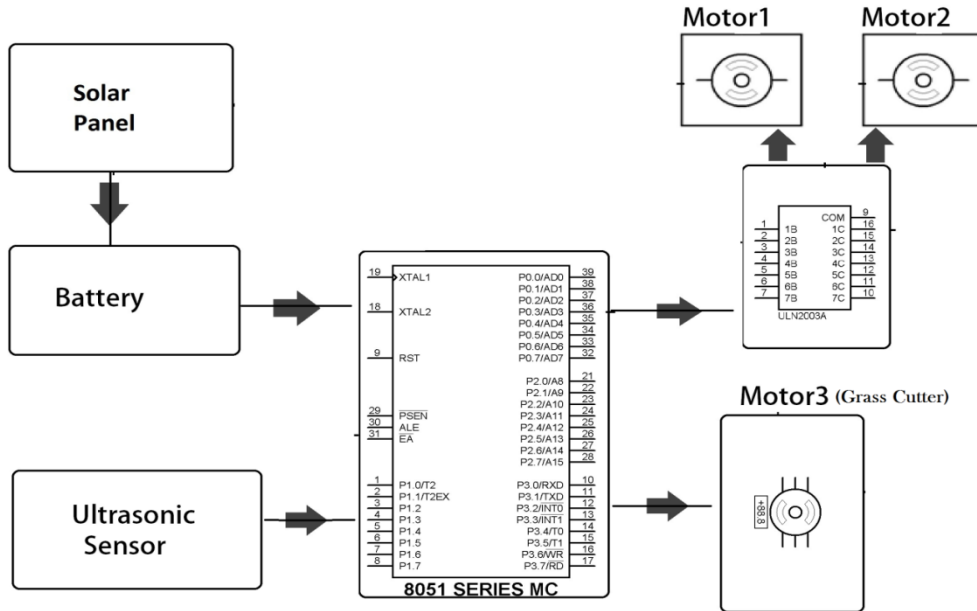 Motor1
Motor2
Solar
Panel
Battery
Ultrasonic
Sensor
19 XTAL1
18 XTAL2
9 RST
29 PSEN
30 ALE
31 EA
1 P1.0/T2
2 P1.1/T2EX
3 P1.2
4 P1.3
5 P1.4
6 P1.5
7 P1.6
8 P1.7
P0.0/AD0 39
P0.1/AD1 38
P0.2/AD2 37
P0.3/AD3 36
P0.4/AD4 35
P0.5/AD5 34
P0.6/AD6 33
P0.7/AD7 32
P2.0/A8 21
P2.1/A9 22
P2.2/A10 23
P2.3/A11 24
P2.4/A12 25
P2.5/A13 26
P2.6/A14 27
P2.7/A15 28
P3.0/RXD 10
P3.1/TXD 11
P3.2/INT0 12
P3.3/INT1 13
P3.4/T0 14
P3.5/T1 15
P3.6/WR 16
P3.7/RD 17
8051 SERIES MC
COM 9
1 1B 1C 16
2 2B 2C 15
3 3B 3C 14
4 4B 4C 13
5 5B 5C 12
6 6B 6C 11
7 7B 7C 10
ULN2003A
Motor3 (Grass Cutter)
+88.8